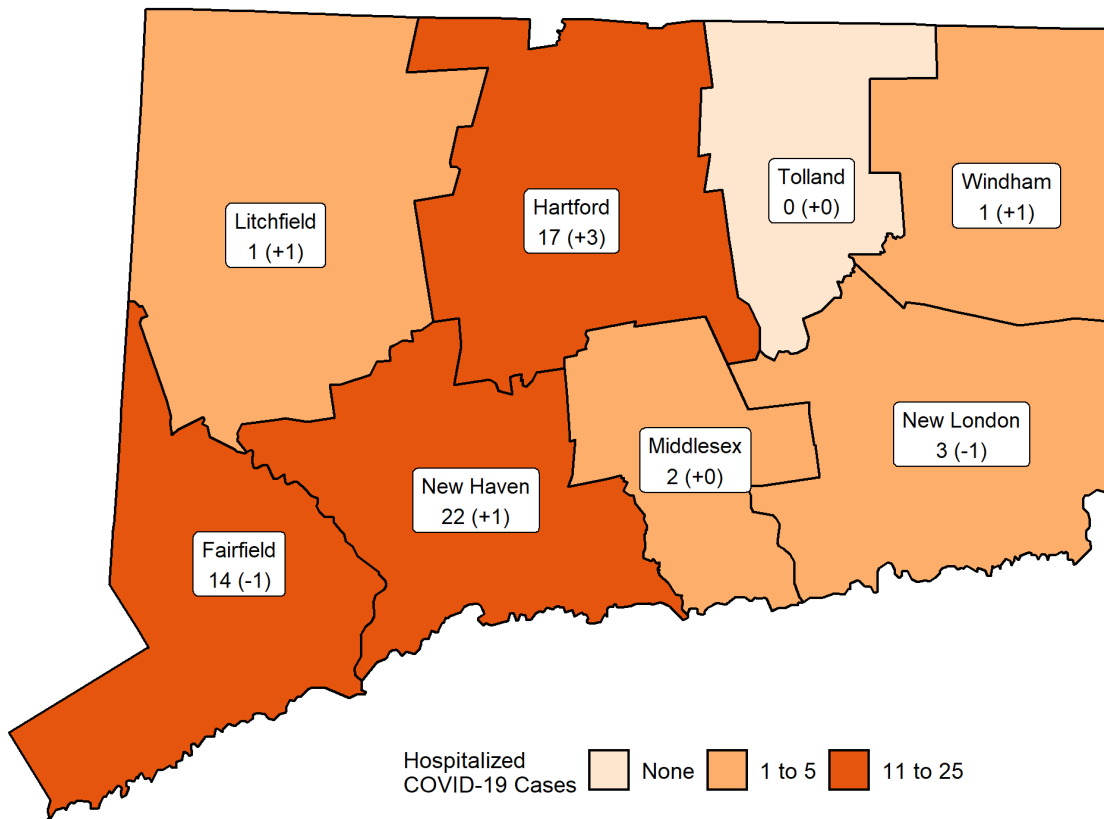 Litchfield
1 (+1)
Hartford
17 (+3)
Tolland
0 (+0)
Windham
1 (+1)
Fairfield
14 (-1)
New Haven
22 (+1)
Middlesex
2 (+0)
New London
3 (-1)
Hospitalized
COVID-19 Cases
None
1 to 5
11 to 25